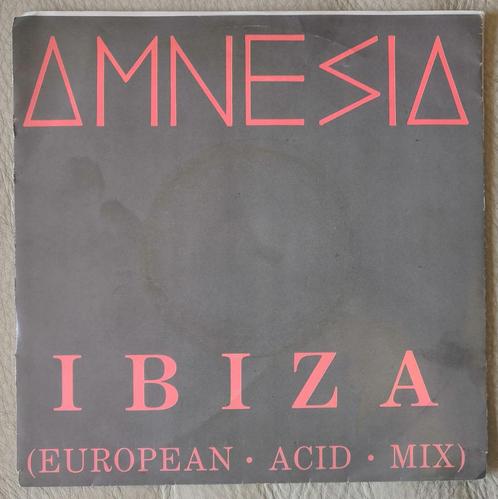 AMNESIA
IBIZA
(EUROPEAN · ACID · MIX)